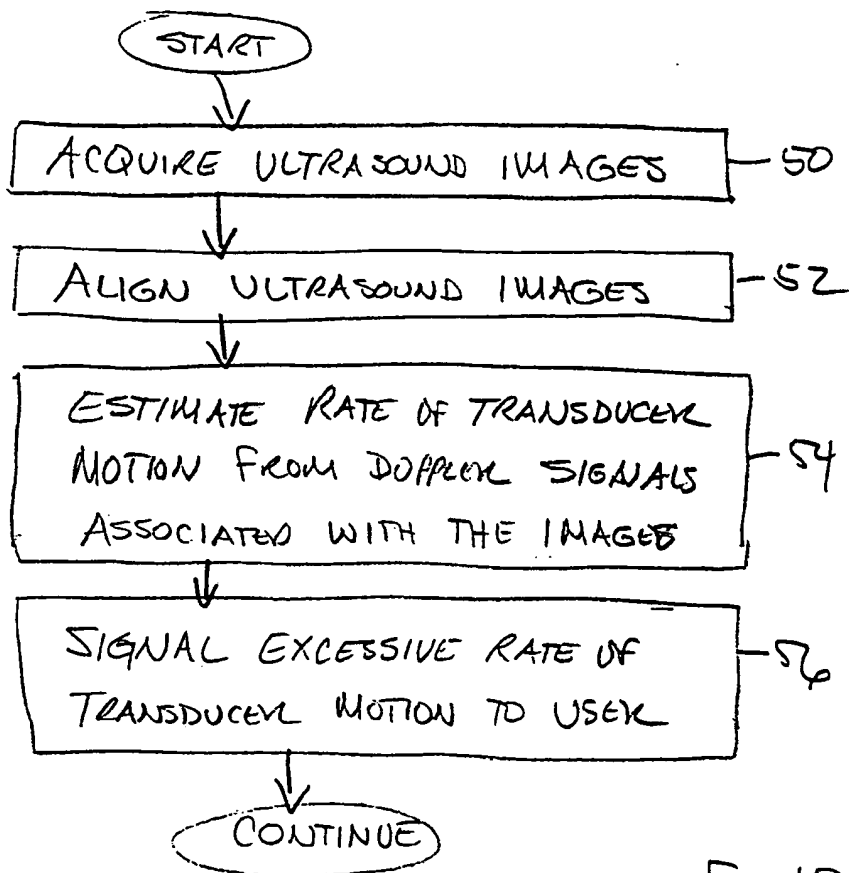 START
ACQUIRE ULTRASOUND IMAGES
50
ALIGN ULTRASOUND IMAGES
52
ESTIMATE RATE OF TRANSDUCER
MOTION FROM DOPPLER SIGNALS
ASSOCIATED WITH THE IMAGES
54
SIGNAL EXCESSIVE RATE OF
TRANSDUCER MOTION TO USER
56
CONTINUE